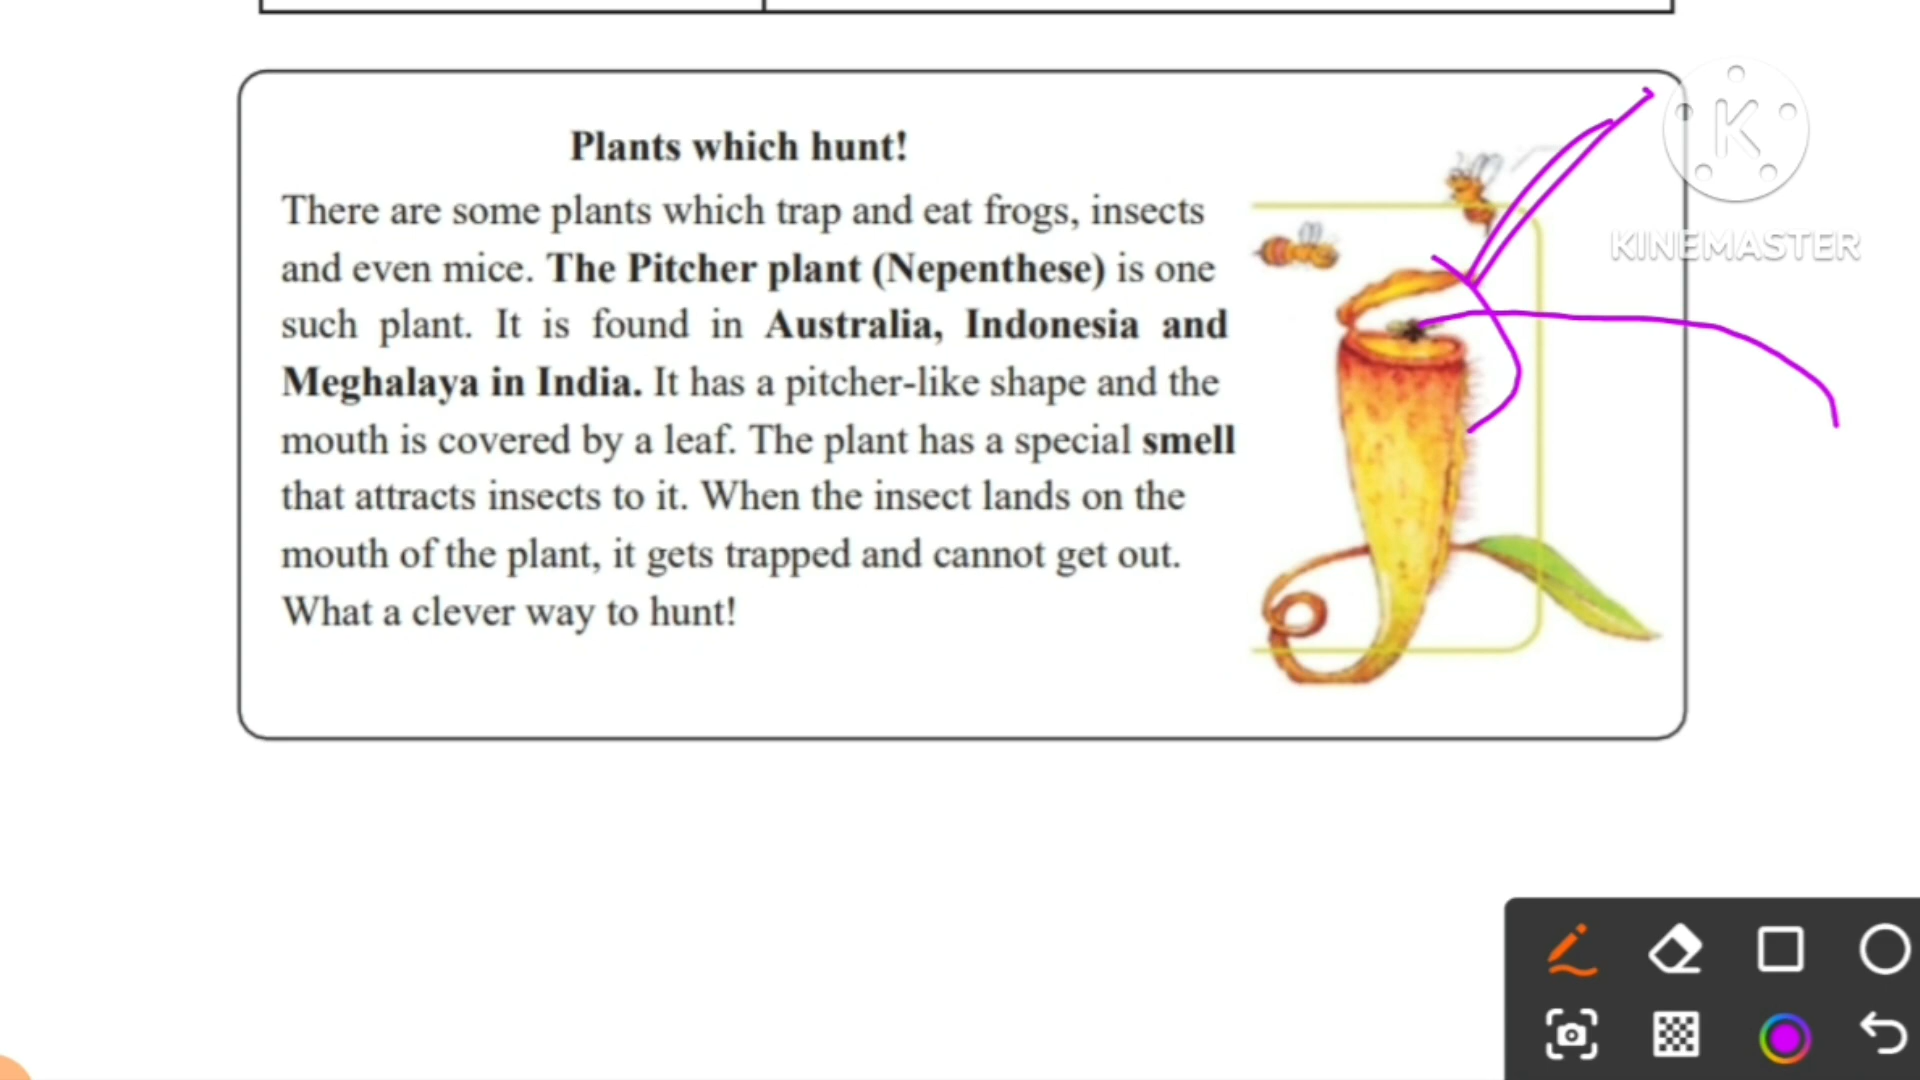 Plants which hunt!
There are some plants which trap and eat frogs, insects
and even mice. The Pitcher plant (Nepenthese) is one
such plant. It is found in Australia, Indonesia and
Meghalaya in India. It has a pitcher-like shape and the
mouth is covered by a leaf. The plant has a special smell
that attracts insects to it. When the insect lands on the
mouth of the plant, it gets trapped and cannot get out.
What a clever way to hunt!
K
KINEMASTER